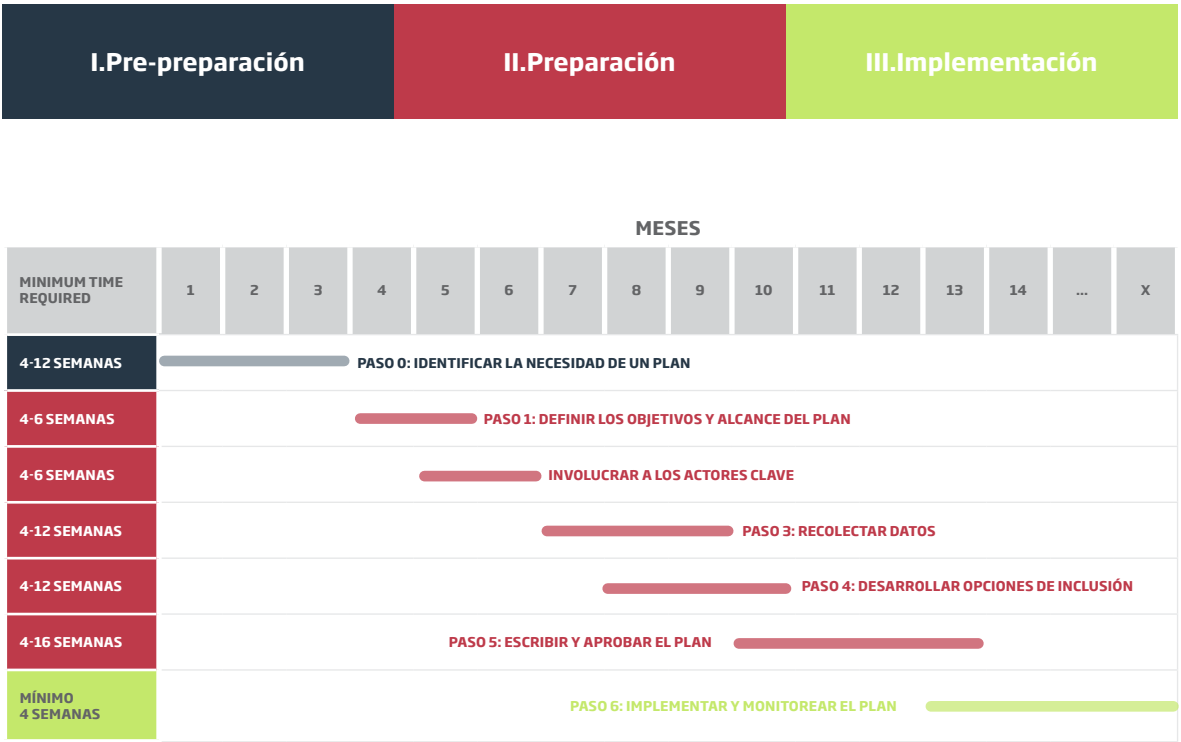 I.Pre-preparación
II.Preparación
III.Implementación
MESES
MINIMUM TIME
REQUIRED
1
2
3
4
5
6
7
8
9
10
11
12
13
14
...
X
4-12 SEMANAS
PASO 0: IDENTIFICAR LA NECESIDAD DE UN PLAN
4-6 SEMANAS
PASO 1: DEFINIR LOS OBJETIVOS Y ALCANCE DEL PLAN
4-6 SEMANAS
INVOLUCRAR A LOS ACTORES CLAVE
4-12 SEMANAS
PASO 3: RECOLECTAR DATOS
4-12 SEMANAS
PASO 4: DESARROLLAR OPCIONES DE INCLUSIÓN
4-16 SEMANAS
PASO 5: ESCRIBIR Y APROBAR EL PLAN
MÍNIMO
4 SEMANAS
PASO 6: IMPLEMENTAR Y MONITOREAR EL PLAN